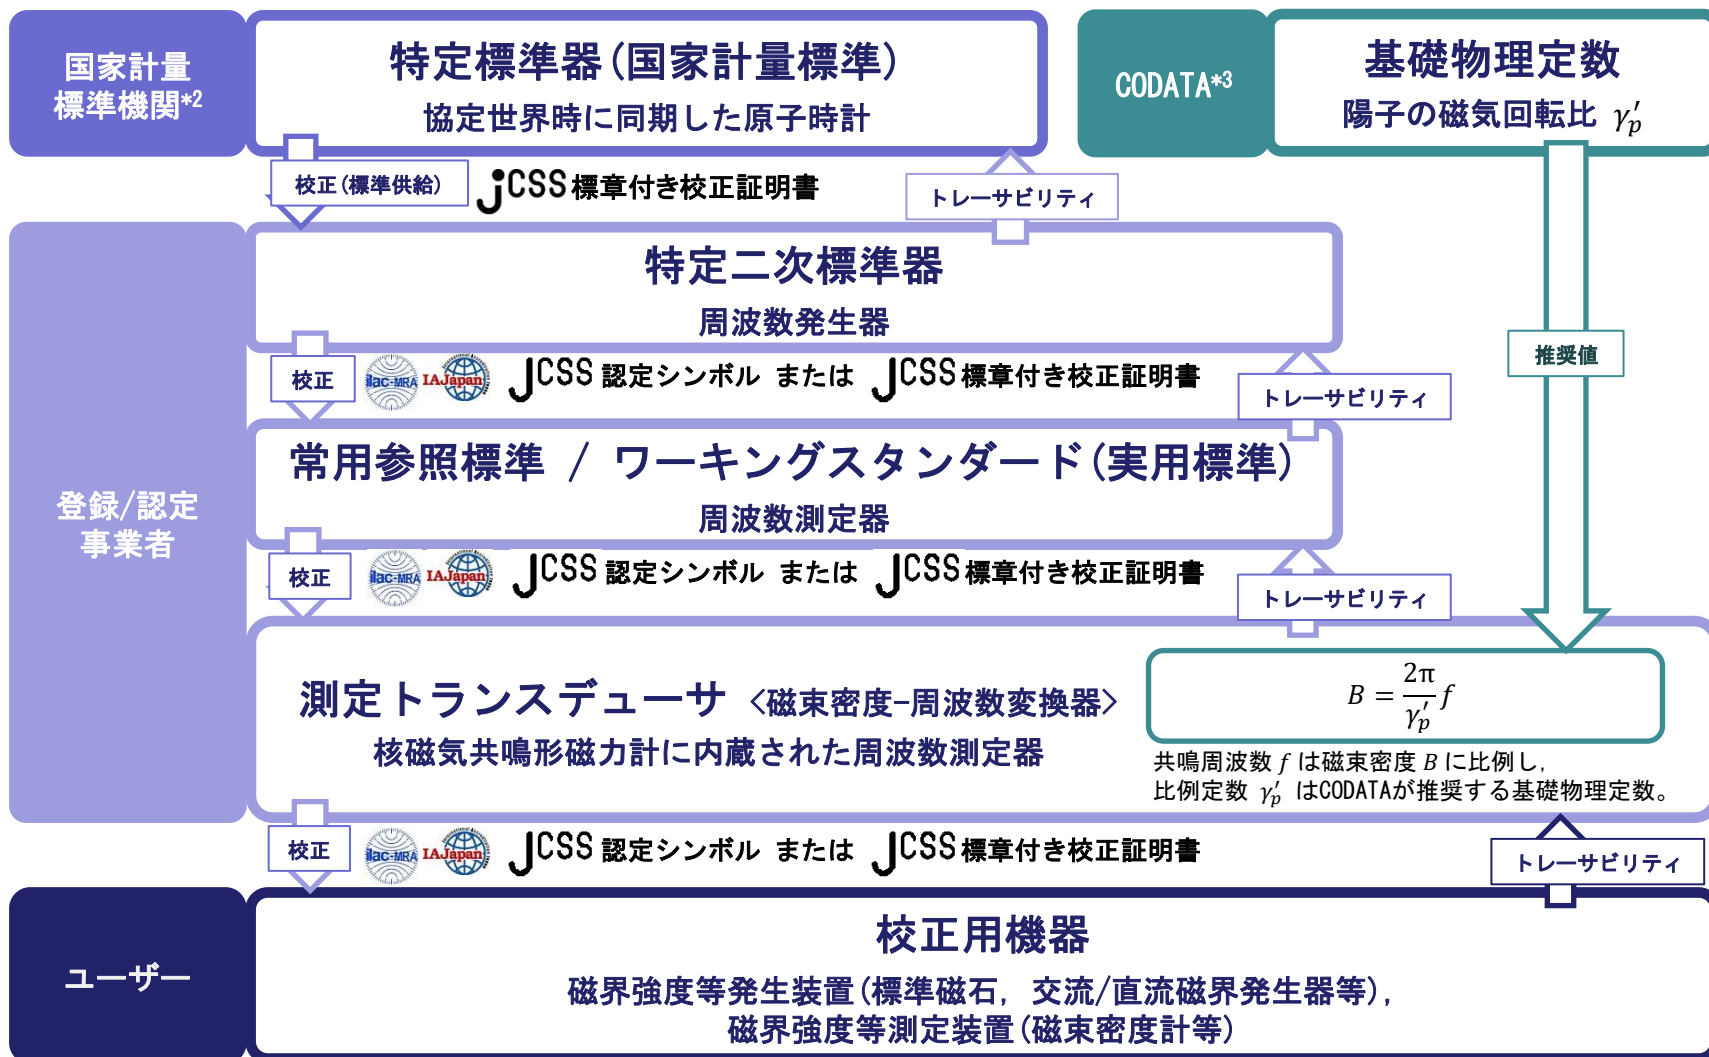 国家計量
標準機関*2
特定標準器(国家計量標準)
協定世界時に同期した原子時計
CODATA*3
基礎物理定数
陽子の磁気回転比 γ′p
校正(標準供給)
jCSS標章付き校正証明書
トレーサビリティ
登録/認定
事業者
特定二次標準器
周波数発生器
推奨値
校正
ilac-MRA
IAJapan
JCSS 認定シンボル または JCSS標章付き校正証明書
トレーサビリティ
常用参照標準 / ワーキングスタンダード(実用標準)
周波数測定器
校正
ilac-MRA
IAJapan
JCSS 認定シンボル または JCSS標章付き校正証明書
トレーサビリティ
測定トランスデューサ <磁束密度-周波数変換器>
核磁気共鳴形磁力計に内蔵された周波数測定器
B = 2π/γ′p f
共鳴周波数 f は磁束密度 B に比例し,
比例定数 γ′p はCODATAが推奨する基礎物理定数。
校正
ilac-MRA
IAJapan
JCSS 認定シンボル または JCSS標章付き校正証明書
トレーサビリティ
ユーザー
校正用機器
磁界強度等発生装置(標準磁石, 交流/直流磁界発生器等),
磁界強度等測定装置(磁束密度計等)